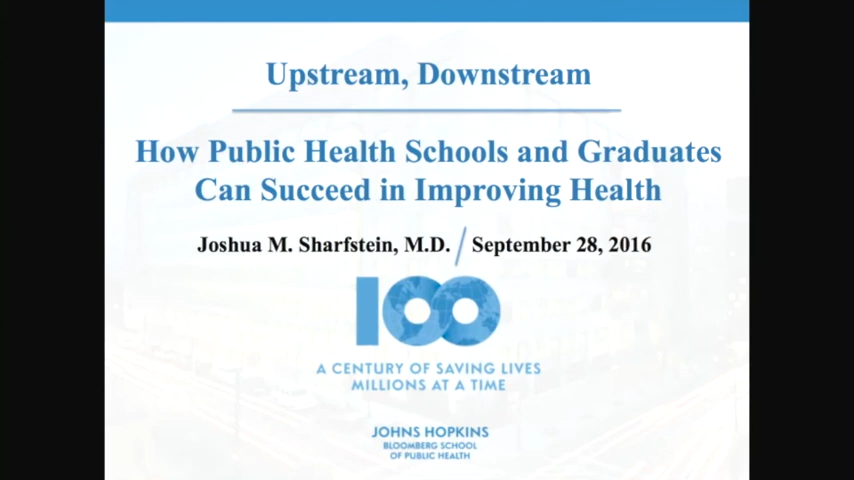 Upstream, Downstream
How Public Health Schools and Graduates
Can Succeed in Improving Health
Joshua M. Sharfstein, M.D. / September 28, 2016
100
A CENTURY OF SAVING LIVES
MILLIONS AT A TIME
JOHNS HOPKINS
BLOOMBERG SCHOOL
OF PUBLIC HEALTH